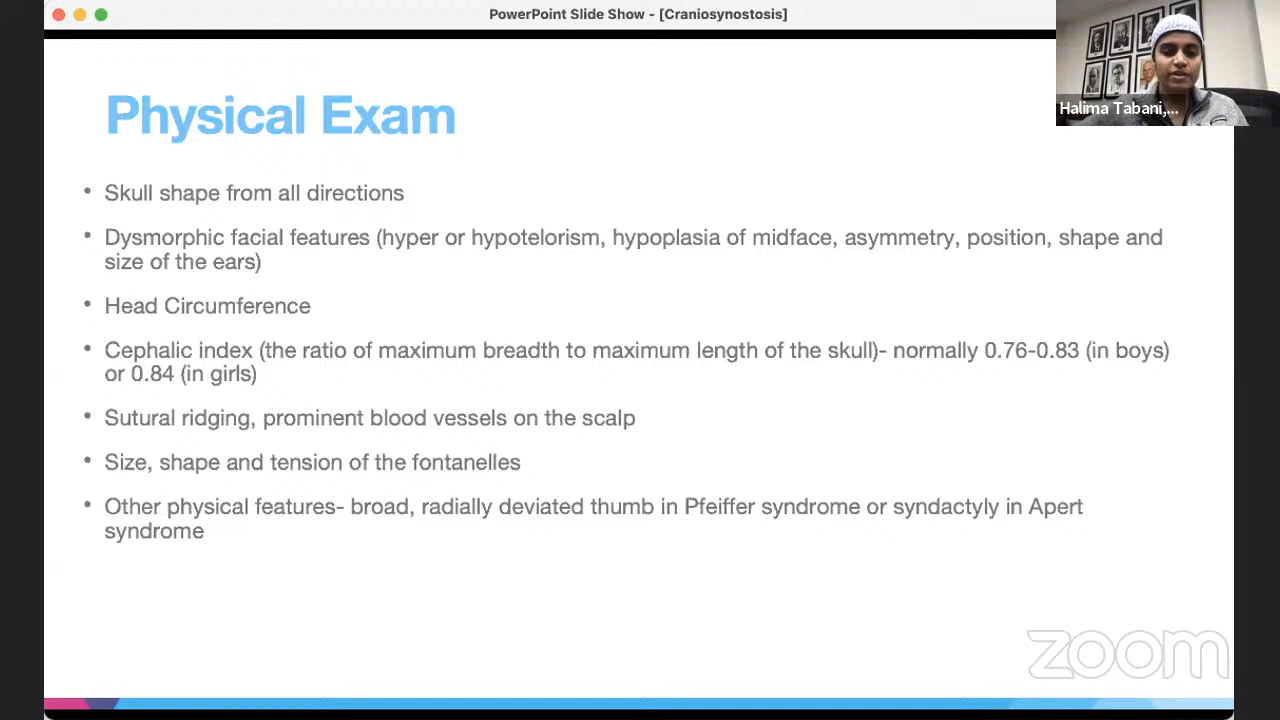 PowerPoint Slide Show - [Craniosynostosis]
Halima Tabani,...
Physical Exam
• Skull shape from all directions
• Dysmorphic facial features (hyper or hypotelorism, hypoplasia of midface, asymmetry, position, shape and
size of the ears)
• Head Circumference
• Cephalic index (the ratio of maximum breadth to maximum length of the skull)- normally 0.76-0.83 (in boys)
or 0.84 (in girls)
• Sutural ridging, prominent blood vessels on the scalp
• Size, shape and tension of the fontanelles
• Other physical features- broad, radially deviated thumb in Pfeiffer syndrome or syndactyly in Apert
syndrome
zoom